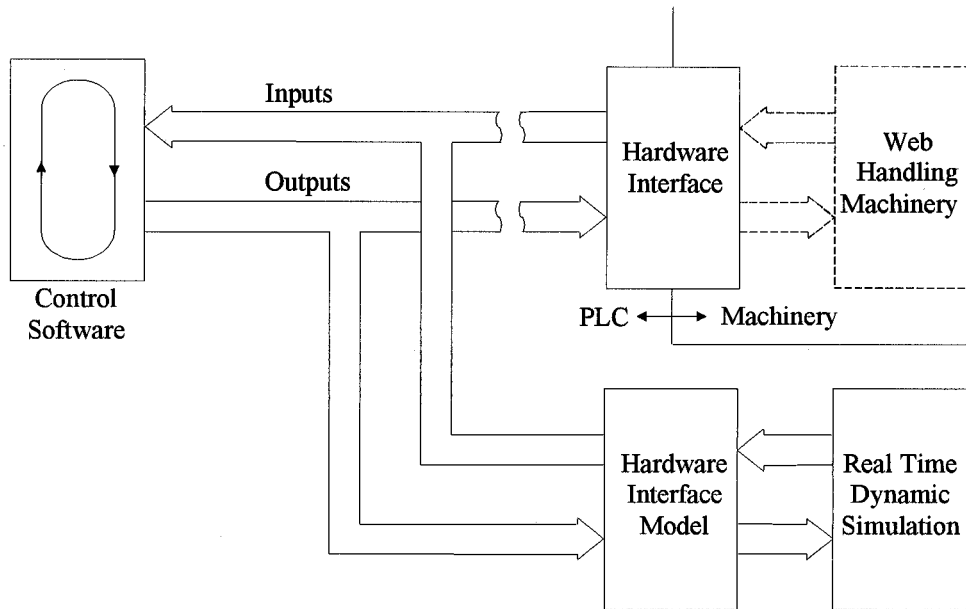 Inputs
Outputs
Control
Software
Hardware
Interface
Web
Handling
Machinery
PLC
Machinery
Hardware
Interface
Model
Real Time
Dynamic
Simulation